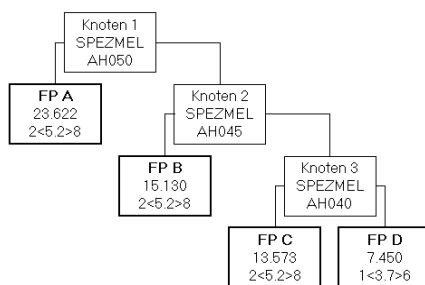 Knoten 1
SPEZMEL
AH050
FP A
23.622
2<5.2>8
Knoten 2
SPEZMEL
AH045
FP B
15.130
2<5.2>8
Knoten 3
SPEZMEL
AH040
FP C
13.573
2<5.2>8
FP D
7.450
1<3.7>6